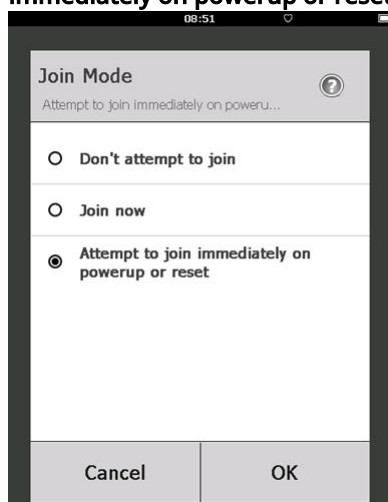 immediately on powerup or reset
08:51
Join Mode
Attempt to join immediately on poweru...
Don't attempt to join
Join now
Attempt to join immediately on
powerup or reset
Cancel
OK